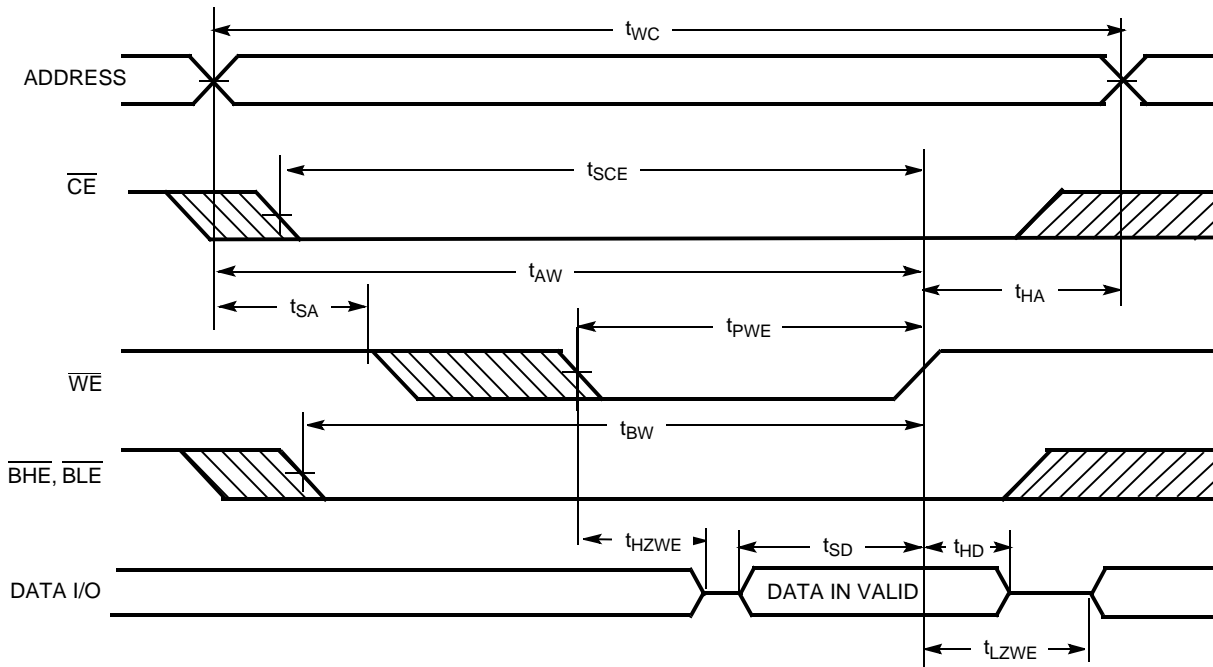 tWC
ADDRESS
CE
tSCE
tAW
tSA
tHA
tPWE
WE
tBW
BHE, BLE
tHZWE
tSD
tHD
DATA I/O
DATA IN VALID
tLZWE